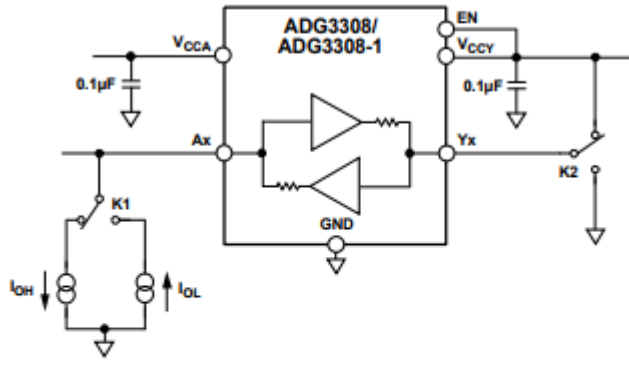 ADG3308/
ADG3308-1
EN
VCCA
VCCY
0.1µF
0.1µF
Ax
Yx
K1
K2
GND
IOH
IOL